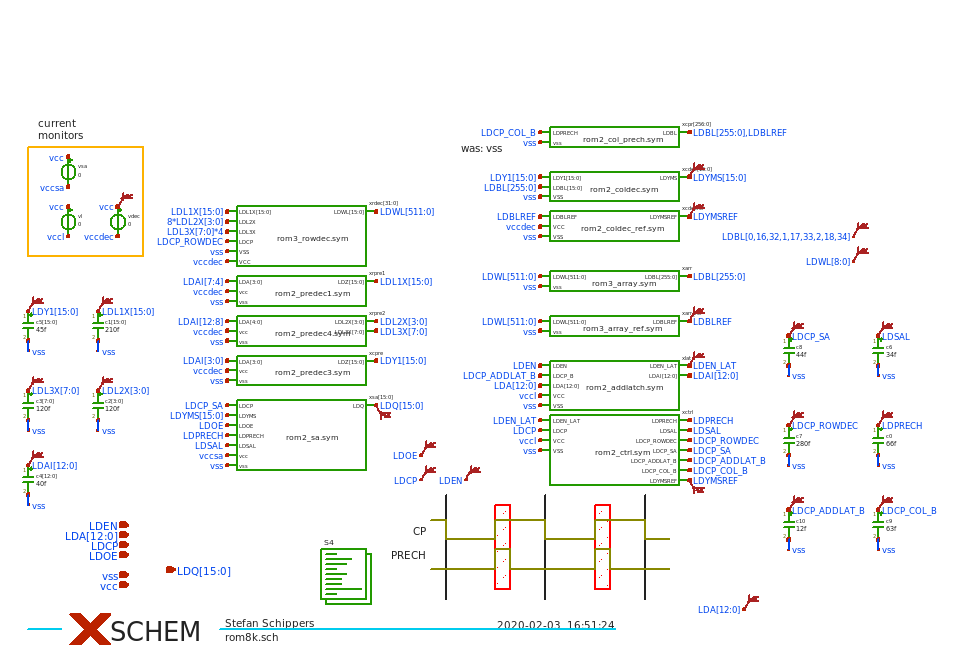 current
monitors
vcc
vsa
0
vccsa
vcc
vcc
vl
0
vdec
0
vccl
vccdec
was: vss
LDCP_COL_B
vss
LDPRECH
vss
LDBL
rom2_col_prech.sym
xcpr[256:0]
LDBL[255:0],LDBLREF
LDY1[15:0]
LDBL[255:0]
vss
LDY1[15:0]
LDBL[15:0]
VSS
LDYMS
rom2_coldec.sym
LDYMS[15:0]
LDBLREF
vccdec
vss
LDBLREF
VCC
VSS
LDYMSREF
rom2_coldec_ref.sym
LDYMSREF
LDBL[0,16,32,1,17,33,2,18,34]
LDWL[8:0]
LDL1X[15:0]
8*LDL2X[3:0]
LDL3X[7:0]*4
LDCP_ROWDEC
vss
vccdec
LDL1X[15:0]
LDL2X
LDL3X
LDCP
VSS
VCC
LDWL[15:0]
rom3_rowdec.sym
xrdec[31:0]
LDWL[511:0]
LDAI[7:4]
vccdec
vss
LDA[3:0]
vcc
vss
LDZ[15:0]
rom2_predec1.sym
xrpre1
LDL1X[15:0]
LDWL[511:0]
vss
LDWL[511:0]
VSS
LDBL[255:0]
rom3_array.sym
xarr
LDBL[255:0]
LDAI[12:8]
vccdec
vss
LDA[4:0]
vcc
vss
LDL2X[3:0]
rom2_predec4.sym
xrpre2
LDL2X[3:0]
LDL3X[7:0]
LDWL[511:0]
vss
LDWL[511:0]
VSS
LDBLREF
rom3_array_ref.sym
LDBLREF
LDAI[3:0]
vccdec
vss
LDA[3:0]
vcc
vss
LDZ[15:0]
rom2_predec3.sym
xcpre
LDY1[15:0]
LDEN
LDCP_ADDLAT_B
LDA[12:0]
vccl
vss
LDEN
LDCP_B
LDA[12:0]
VCC
VSS
LDEN_LAT
LDAI[12:0]
rom2_addlatch.sym
LDEN_LAT
LDAI[12:0]
LDCP_SA
LDYMS[15:0]
LDOE
LDPRECH
LDSAL
vccsa
vss
LDCP
LDYMS
LDOE
LDPRECH
LDSAL
vcc
vss
LDQ
rom2_sa.sym
xsa[15:0]
LDQ[15:0]
LDEN_LAT
LDCP
vccl
vss
LDEN_LAT
LDCP
VCC
VSS
LDPRECH
LDSAL
LDCP_ROWDEC
LDCP_SA
LDCP_ADDLAT_B
LDCP_COL_B
LDYMSREF
rom2_ctrl.sym
xctrl
LDPRECH
LDSAL
LDCP_ROWDEC
LDCP_SA
LDCP_ADDLAT_B
LDCP_COL_B
LDYMSREF
LDY1[15:0]
c5[15:0]
45f
vss
LDL1X[15:0]
c1[15:0]
210f
vss
LDL3X[7:0]
c3[7:0]
120f
vss
LDL2X[3:0]
c2[3:0]
120f
vss
LDAI[12:0]
c4[12:0]
40f
vss
LDCP_SA
c8
44f
vss
LDSAL
c6
34f
vss
LDCP_ROWDEC
c7
280f
vss
LDPRECH
c0
66f
vss
LDCP_ADDLAT_B
c10
12f
vss
LDCP_COL_B
c9
63f
vss
LDOE
LDCP
LDEN
LDEN
LDA[12:0]
LDCP
LDOE
vss
vcc
LDQ[15:0]
S4
CP
PRECH
LDA[12:0]
XSCHEM
Stefan Schippers
rom8k.sch
2020-02-03 16:51:24